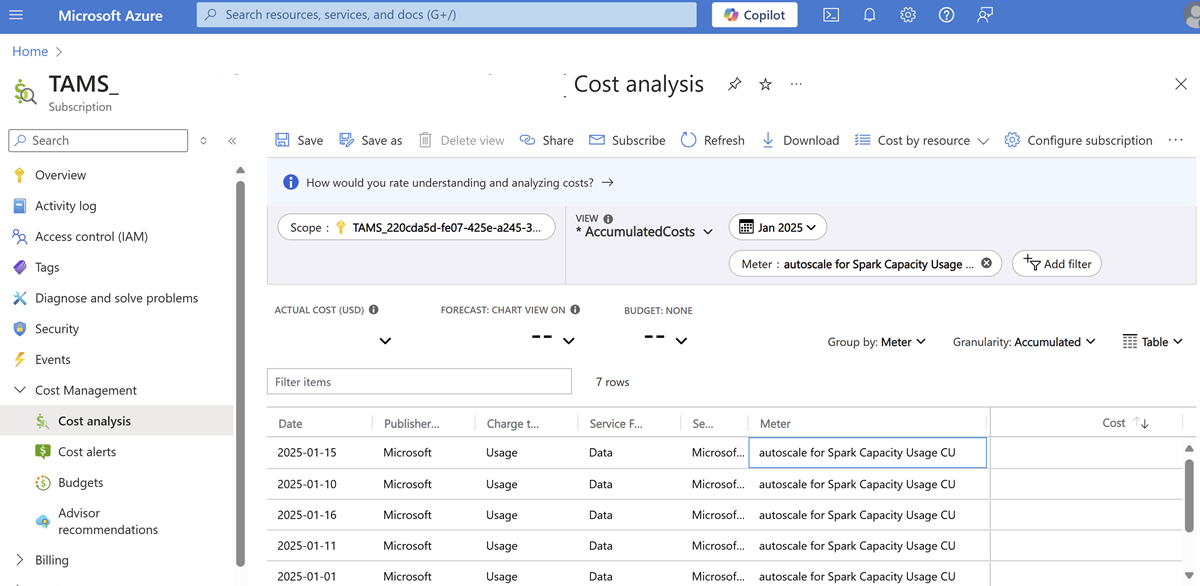 Microsoft Azure
Search resources, services, and docs (G+/)
Copilot
Home
TAMS_
Cost analysis
Subscription
Search
Overview
Activity log
Access control (IAM)
Tags
Diagnose and solve problems
Security
Events
Cost Management
Cost analysis
Cost alerts
Budgets
Advisor
recommendations
Billing
Save Save as Delete view Share Subscribe Refresh Download Cost by resource Configure subscription
How would you rate understanding and analyzing costs? →
Scope : TAMS_220cda5d-fe07-425e-a245-3...
VIEW
* AccumulatedCosts
Jan 2025
Meter : autoscale for Spark Capacity Usage ...
Add filter
ACTUAL COST (USD) FORECAST: CHART VIEW ON BUDGET: NONE
-- --
Group by: Meter Granularity: Accumulated Table
Filter items
7 rows
Date Publisher... Charge t... Service F... Se... Meter Cost ↑↓
2025-01-15 Microsoft Usage Data Microsof... autoscale for Spark Capacity Usage CU
2025-01-10 Microsoft Usage Data Microsof... autoscale for Spark Capacity Usage CU
2025-01-16 Microsoft Usage Data Microsof... autoscale for Spark Capacity Usage CU
2025-01-11 Microsoft Usage Data Microsof... autoscale for Spark Capacity Usage CU
2025-01-01 Microsoft Usage Data Microsof... autoscale for Spark Capacity Usage CU